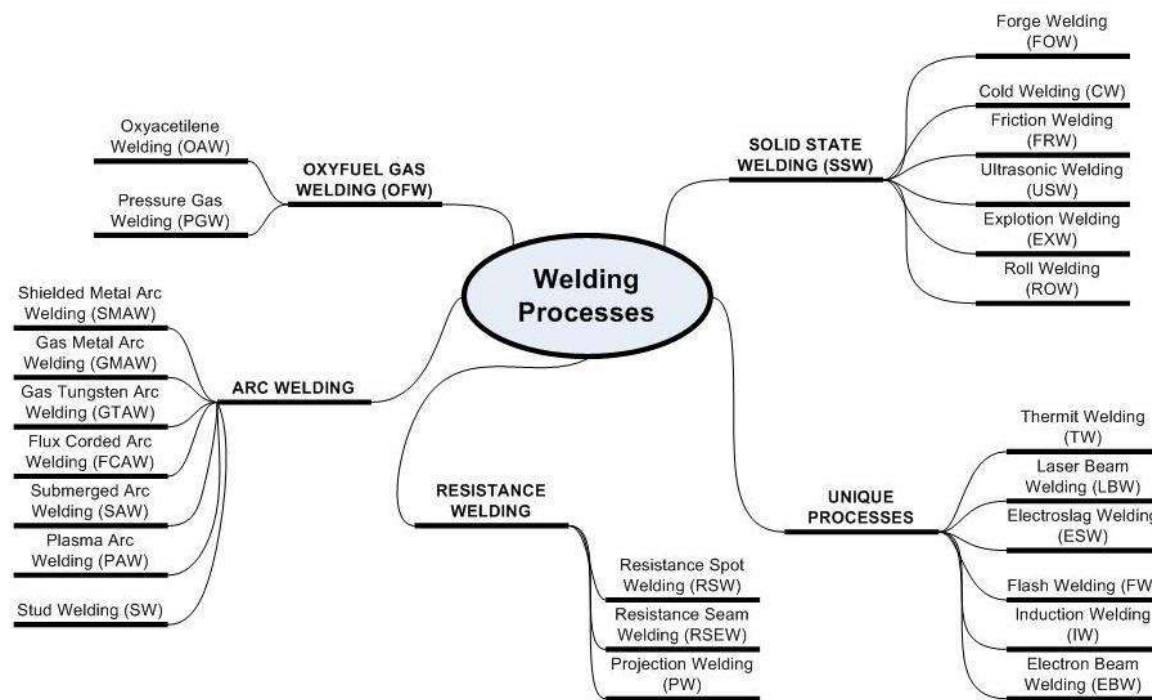 Forge Welding
(FOW)
Cold Welding (CW)
Friction Welding
(FRW)
Ultrasonic Welding
(USW)
Explotion Welding
(EXW)
Roll Welding
(ROW)
SOLID STATE
WELDING (SSW)
Oxyacetilene
Welding (OAW)
Pressure Gas
Welding (PGW)
OXYFUEL GAS
WELDING (OFW)
Welding
Processes
Shielded Metal Arc
Welding (SMAW)
Gas Metal Arc
Welding (GMAW)
Gas Tungsten Arc
Welding (GTAW)
Flux Corded Arc
Welding (FCAW)
Submerged Arc
Welding (SAW)
Plasma Arc
Welding (PAW)
Stud Welding (SW)
ARC WELDING
RESISTANCE
WELDING
Resistance Spot
Welding (RSW)
Resistance Seam
Welding (RSEW)
Projection Welding
(PW)
UNIQUE
PROCESSES
Thermit Welding
(TW)
Laser Beam
Welding (LBW)
Electroslag Welding
(ESW)
Flash Welding (FW
Induction Welding
(IW)
Electron Beam
Welding (EBW)